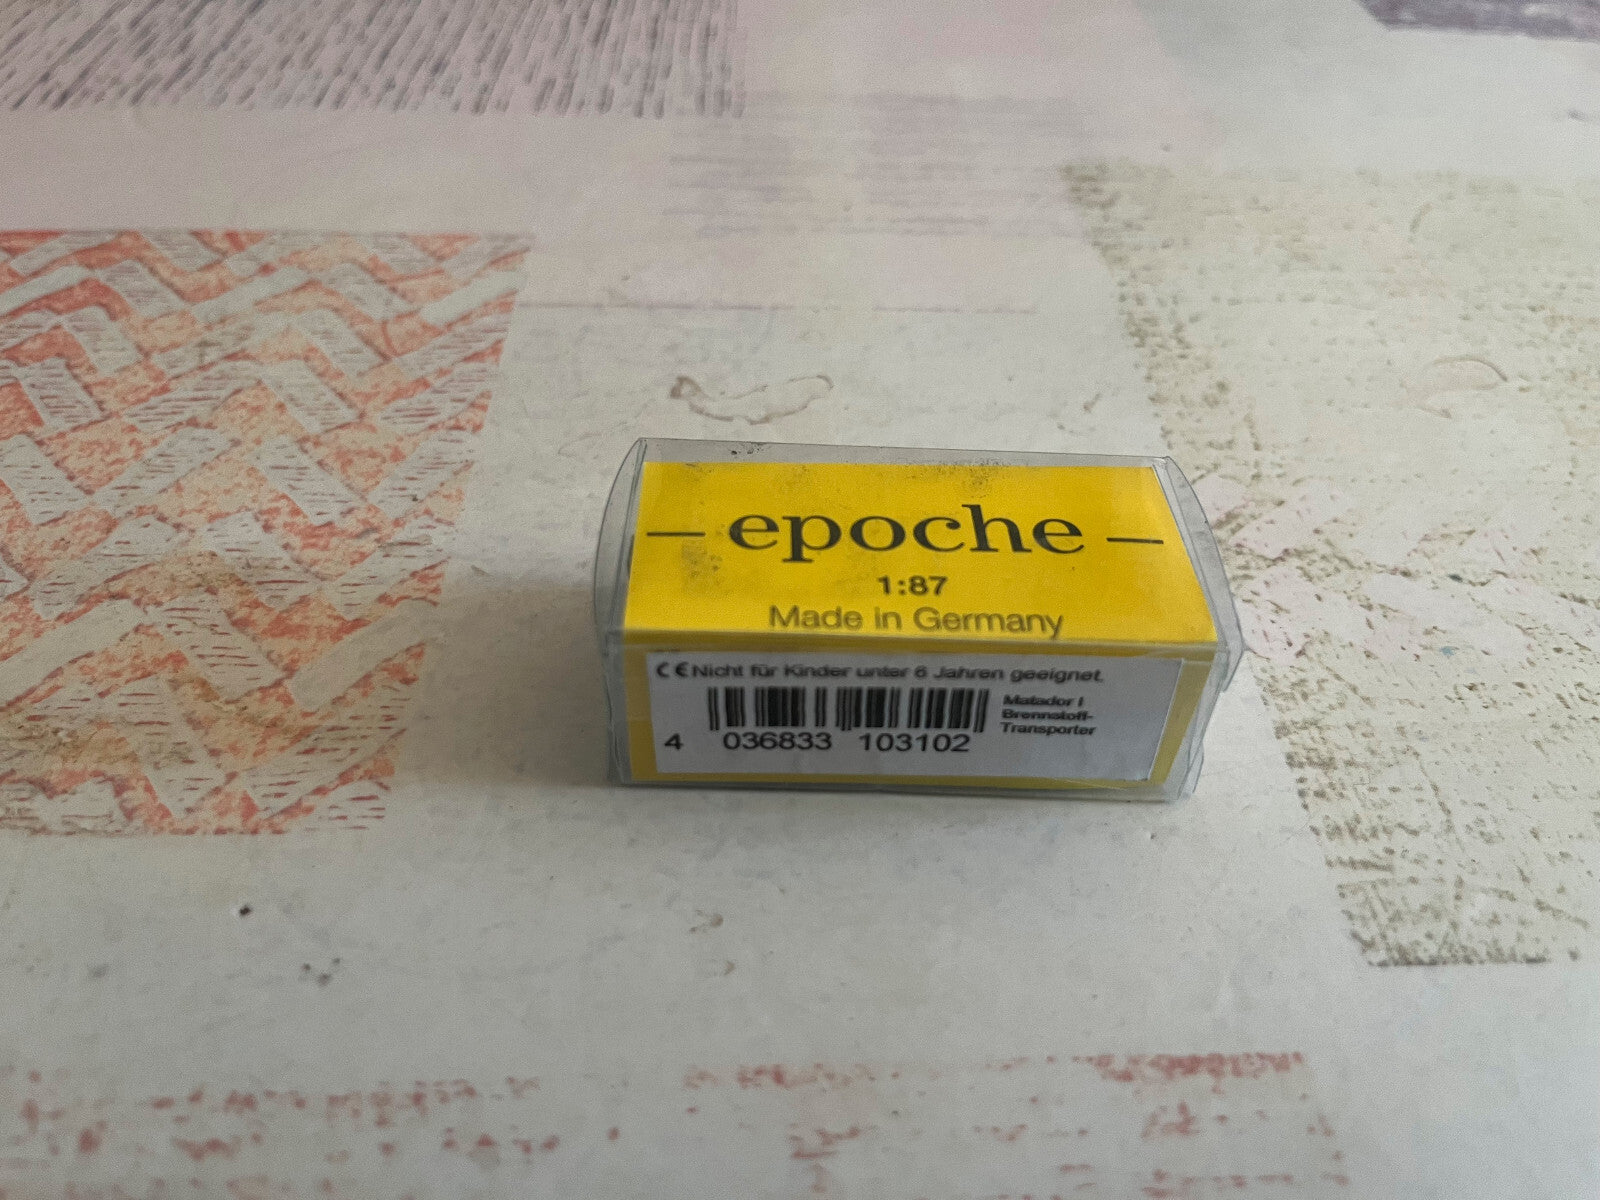 — epoche —
1:87
Made in Germany
CE Nicht für Kinder unter 6 Jahren geeignet.
Matador I
Brennstoff-
Transporter
4 036833 103102